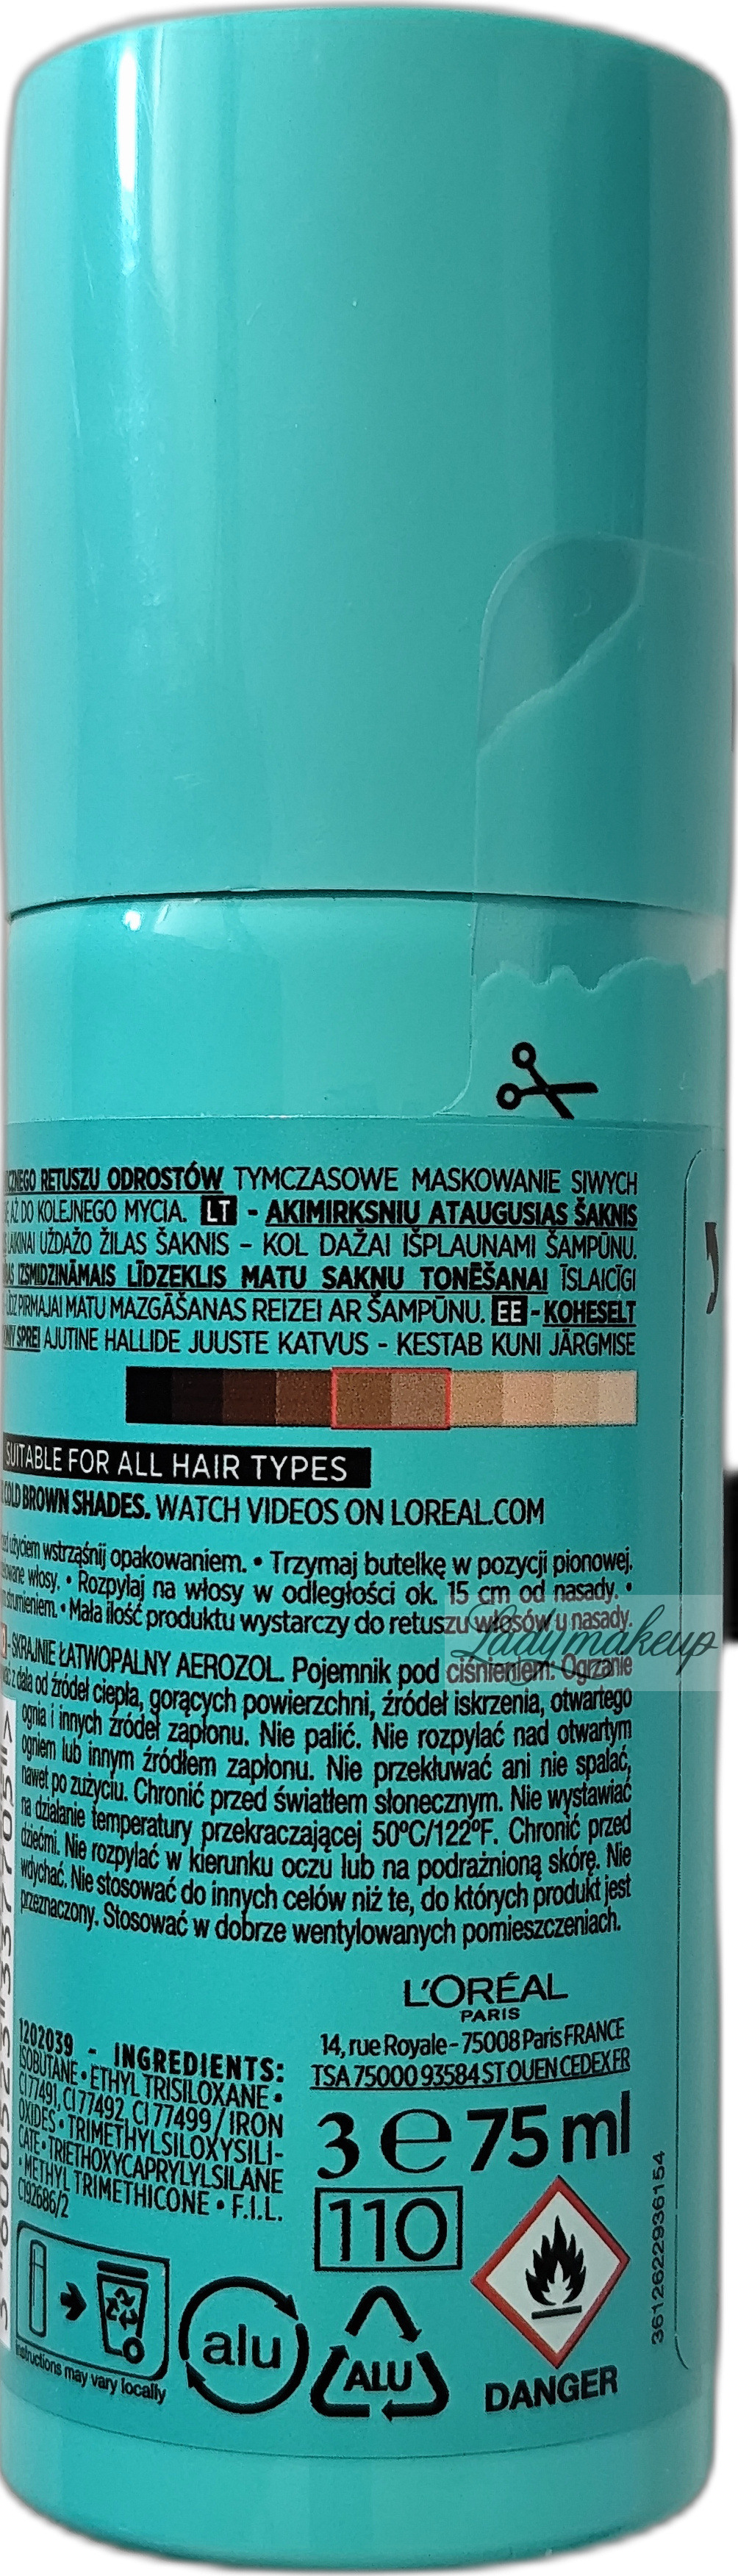 RETUSZU ODROSTÓW TYMCZASOWE MASKOWANIE SIWYCH
AŻ DO KOLEJNEGO MYCIA. LT - AKIMIRKSNIU ATAUGUSIAS ŠAKNIS
LAIKINAI UŽDAŽO ŽILAS ŠAKNIS – KOL DAŽAI IŠPLAUNAMI ŠAMPŪNU.
IZSMIDZINĀMAIS LĪDZEKLIS MATU SAKŅU TONĒŠANAI ĪSLAICĪGI
LĪDZ PIRMAJAI MATU MAZGĀŠANAS REIZEI AR ŠAMPŪNU. EE - KOHESELT
SPREI AJUTINE HALLIDE JUUSTE KATVUS - KESTAB KUNI JÄRGMISE
SUITABLE FOR ALL HAIR TYPES
COLD BROWN SHADES. WATCH VIDEOS ON LOREAL.COM
użyciem wstrząśnij opakowaniem. • Trzymaj butelkę w pozycji pionowej.
włosy. • Rozpylaj na włosy w odległości ok. 15 cm od nasady. •
strumieniem. • Mała ilość produktu wystarczy do retuszu włosów u nasady.
Ladymakeup
- SKRAJNIE ŁATWOPALNY AEROZOL. Pojemnik pod ciśnieniem: Ogrzanie
z dala od źródeł ciepła, gorących powierzchni, źródeł iskrzenia, otwartego
ognia i innych źródeł zapłonu. Nie palić. Nie rozpylać nad otwartym
ogniem lub innym źródłem zapłonu. Nie przekłuwać ani nie spalać,
nawet po zużyciu. Chronić przed światłem słonecznym. Nie wystawiać
na działanie temperatury przekraczającej 50ºC/122ºF. Chronić przed
dziećmi. Nie rozpylać w kierunku oczu lub na podrażnioną skórę. Nie
wdychać. Nie stosować do innych celów niż te, do których produkt jest
przeznaczony. Stosować w dobrze wentylowanych pomieszczeniach.
L'ORÉAL
PARIS
14, rue Royale - 75008 Paris FRANCE
TSA 75000 93584 ST OUEN CEDEX FR
1202039 - INGREDIENTS:
ISOBUTANE • ETHYL TRISILOXANE •
CI 77491, CI 77492, CI 77499 / IRON
OXIDES • TRIMETHYLSILOXYSILI-
CATE • TRIETHOXYCAPRYLYLSILANE
• METHYL TRIMETHICONE • F.I.L.
C192686/2
3 e 75 ml
110
3612622936154
Instructions may vary locally
alu
ALU
DANGER